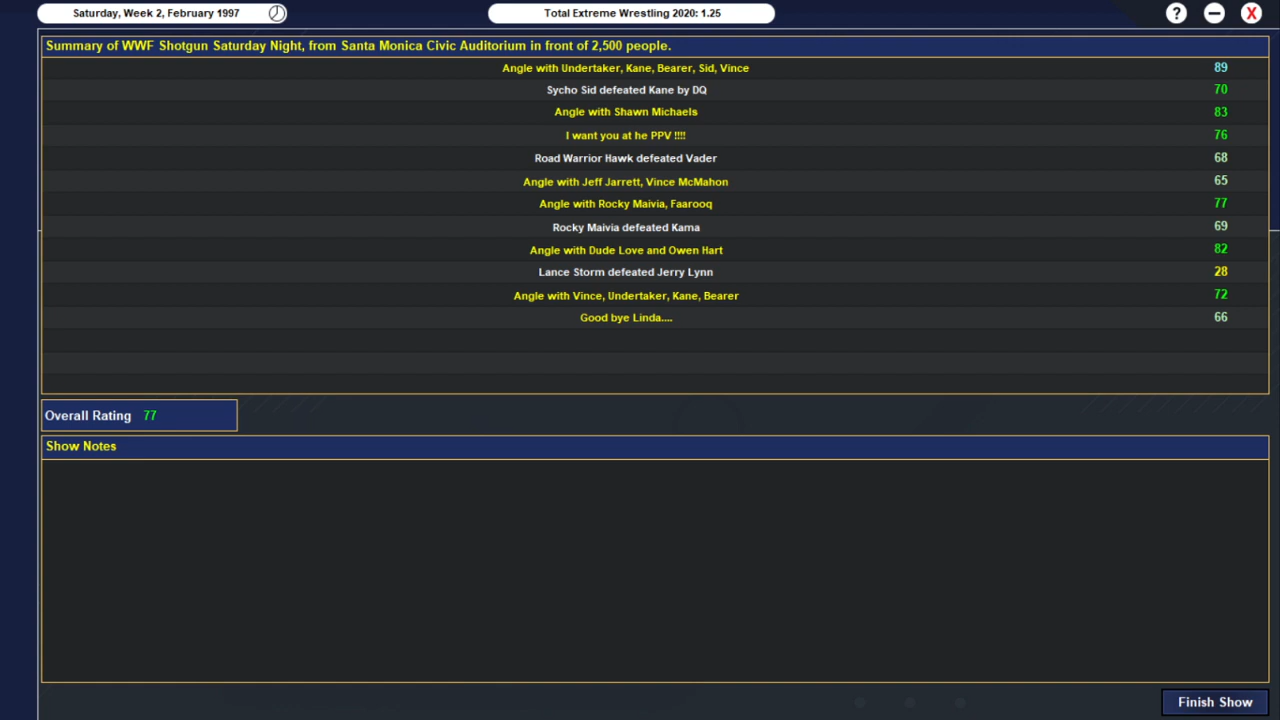 Saturday, Week 2, February 1997
Total Extreme Wrestling 2020: 1.25
? X
Summary of WWF Shotgun Saturday Night, from Santa Monica Civic Auditorium in front of 2,500 people.
Angle with Undertaker, Kane, Bearer, Sid, Vince 89
Sycho Sid defeated Kane by DQ 70
Angle with Shawn Michaels 83
I want you at he PPV !!!! 76
Road Warrior Hawk defeated Vader 68
Angle with Jeff Jarrett, Vince McMahon 65
Angle with Rocky Maivia, Faarooq 77
Rocky Maivia defeated Kama 69
Angle with Dude Love and Owen Hart 82
Lance Storm defeated Jerry Lynn 28
Angle with Vince, Undertaker, Kane, Bearer 72
Good bye Linda.... 66
Overall Rating 77
Show Notes
Finish Show